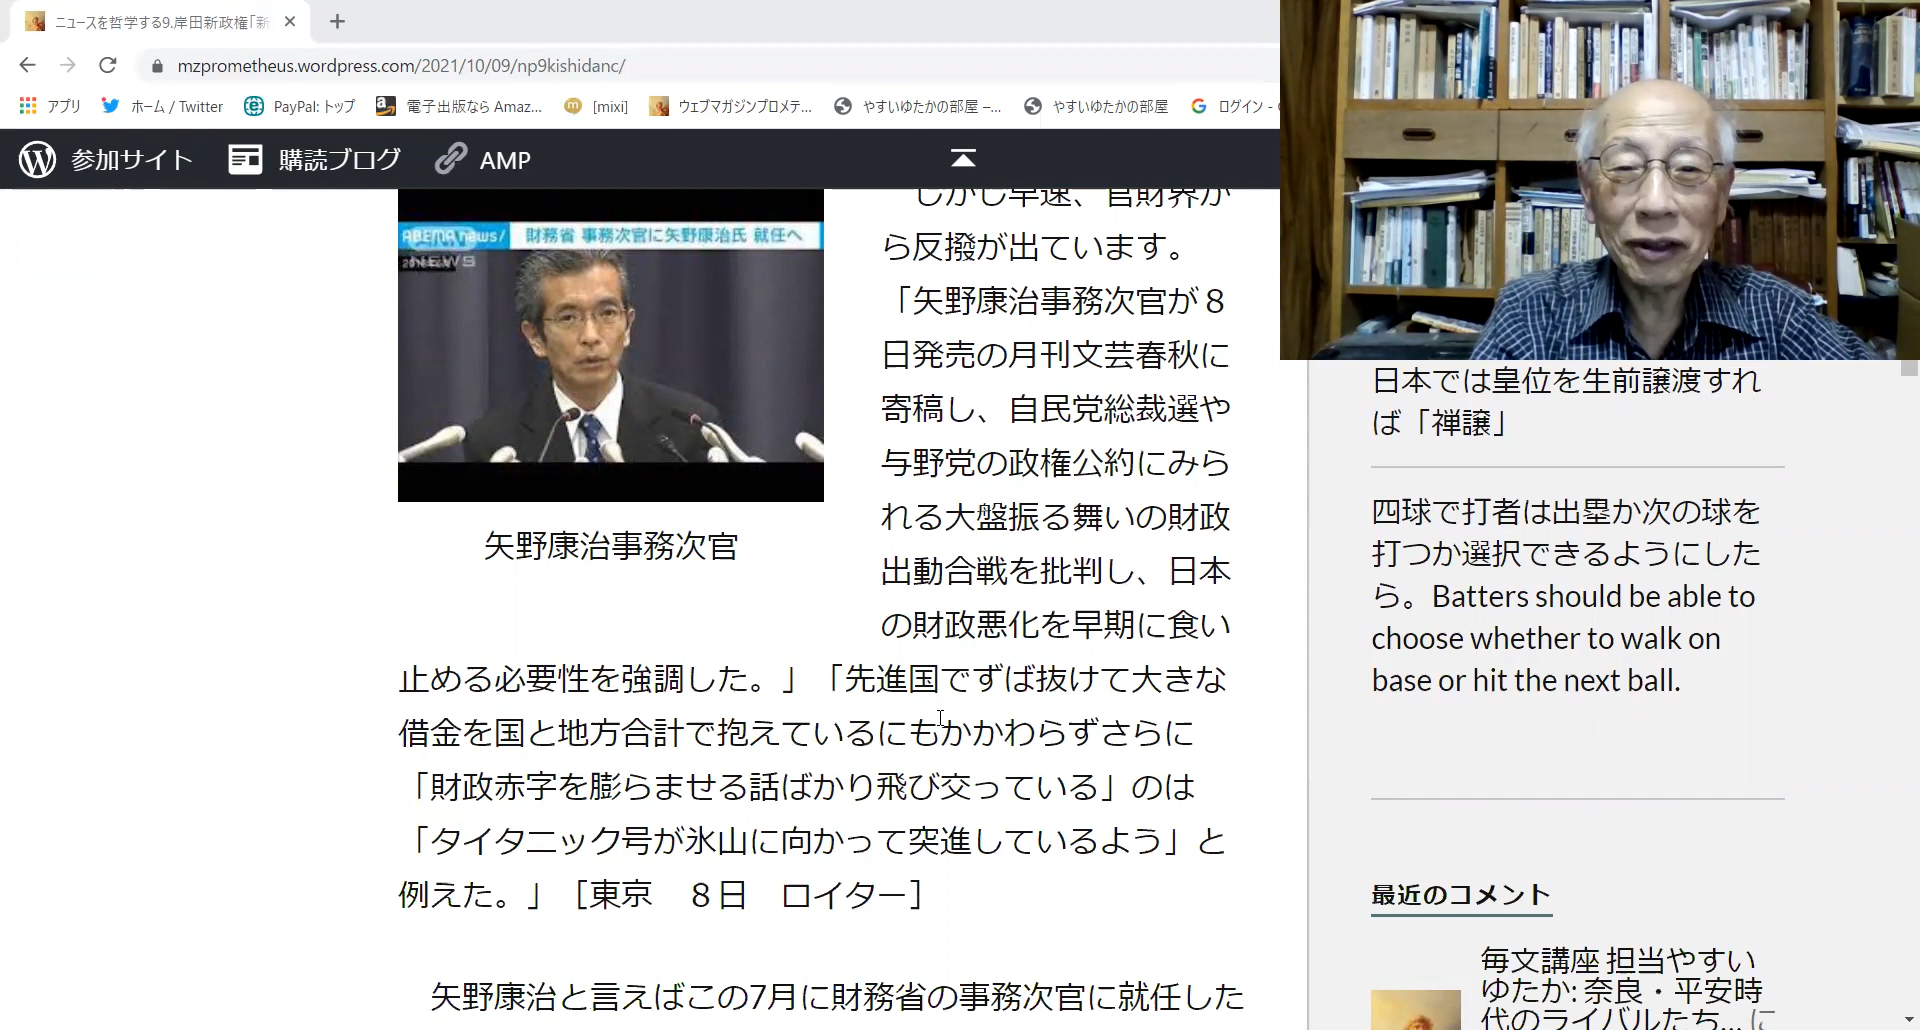 ニュースを哲学する9.岸田新政権「新
mzprometheus.wordpress.com/2021/10/09/np9kishidanc/
アプリ
ホーム / Twitter
PayPal: トップ
電子出版なら Amaz...
[mixi]
ウェブマガジンプロメテ...
やすいゆたかの部屋 –...
やすいゆたかの部屋
ログイン -
参加サイト
購読ブログ
AMP
ABEMA news/
財務省 事務次官に矢野康治氏 就任へ
NEWS
矢野康治事務次官
しかし早速、官財界か
ら反撥が出ています。
「矢野康治事務次官が８
日発売の月刊文芸春秋に
寄稿し、自民党総裁選や
与野党の政権公約にみら
れる大盤振る舞いの財政
出動合戦を批判し、日本
の財政悪化を早期に食い
止める必要性を強調した。」「先進国でずば抜けて大きな
借金を国と地方合計で抱えているにもかかわらずさらに
「財政赤字を膨らませる話ばかり飛び交っている」のは
「タイタニック号が氷山に向かって突進しているよう」と
例えた。」［東京　８日　ロイター］
矢野康治と言えばこの7月に財務省の事務次官に就任した
日本では皇位を生前譲渡すれ
ば「禅譲」
四球で打者は出塁か次の球を
打つか選択できるようにした
ら。Batters should be able to
choose whether to walk on
base or hit the next ball.
最近のコメント
毎文講座 担当やすい
ゆたか: 奈良・平安時
代のライバルたち... に